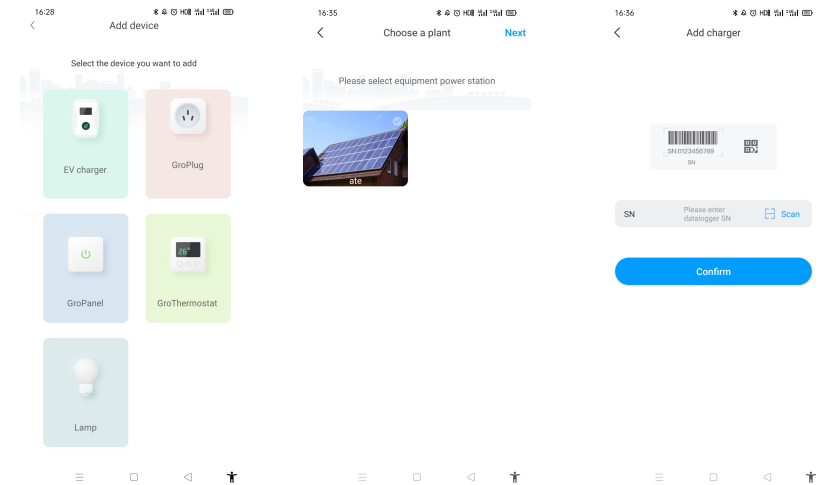 16:28
Add device
Select the device you want to add
EV charger
GroPlug
26°
GroPanel
GroThermostat
Lamp
16:35
Choose a plant
Next
Please select equipment power station
ate
16:36
Add charger
SN:0123456789
SN
SN
Please enter
datalogger SN
Scan
Confirm